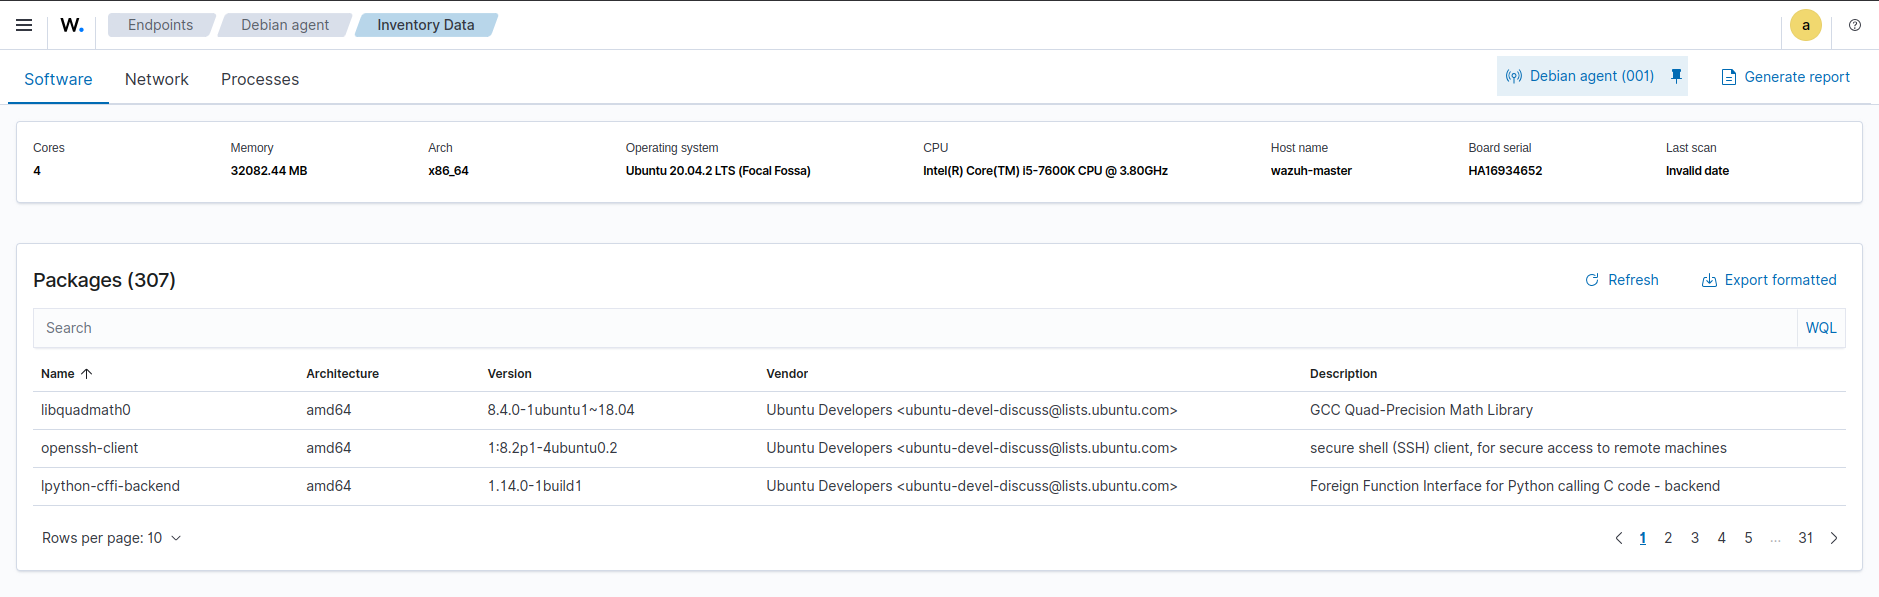 W.
Endpoints
Debian agent
Inventory Data
a
Software
Network
Processes
Debian agent (001)
Generate report
Cores
4
Memory
32082.44 MB
Arch
x86_64
Operating system
Ubuntu 20.04.2 LTS (Focal Fossa)
CPU
Intel(R) Core(TM) i5-7600K CPU @ 3.80GHz
Host name
wazuh-master
Board serial
HA16934652
Last scan
Invalid date
Packages (307)
Refresh
Export formatted
Search
WQL
Name Architecture Version Vendor Description
libquadmath0 amd64 8.4.0-1ubuntu1~18.04 Ubuntu Developers <ubuntu-devel-discuss@lists.ubuntu.com> GCC Quad-Precision Math Library
openssh-client amd64 1:8.2p1-4ubuntu0.2 Ubuntu Developers <ubuntu-devel-discuss@lists.ubuntu.com> secure shell (SSH) client, for secure access to remote machines
lpython-cffi-backend amd64 1.14.0-1build1 Ubuntu Developers <ubuntu-devel-discuss@lists.ubuntu.com> Foreign Function Interface for Python calling C code - backend
Rows per page: 10
1 2 3 4 5 ... 31